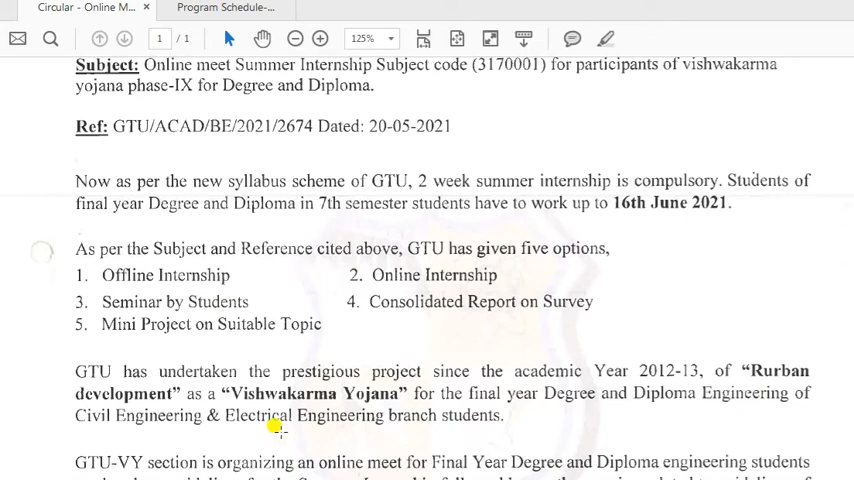 Circular - Online M... × Program Schedule-...
1 / 1 125%
Subject: Online meet Summer Internship Subject code (3170001) for participants of vishwakarma
yojana phase-IX for Degree and Diploma.
Ref: GTU/ACAD/BE/2021/2674 Dated: 20-05-2021
Now as per the new syllabus scheme of GTU, 2 week summer internship is compulsory. Students of
final year Degree and Diploma in 7th semester students have to work up to 16th June 2021.
As per the Subject and Reference cited above, GTU has given five options,
1. Offline Internship 2. Online Internship
3. Seminar by Students 4. Consolidated Report on Survey
5. Mini Project on Suitable Topic
GTU has undertaken the prestigious project since the academic Year 2012-13, of “Rurban
development” as a “Vishwakarma Yojana” for the final year Degree and Diploma Engineering of
Civil Engineering & Electrical Engineering branch students.
GTU-VY section is organizing an online meet for Final Year Degree and Diploma engineering students